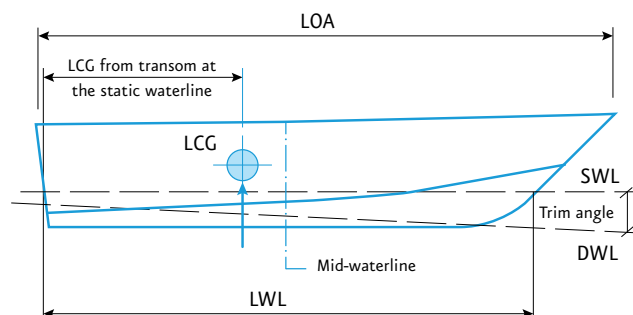 LOA
LCG from transom at
the static waterline
LCG
SWL
Trim angle
DWL
Mid-waterline
LWL